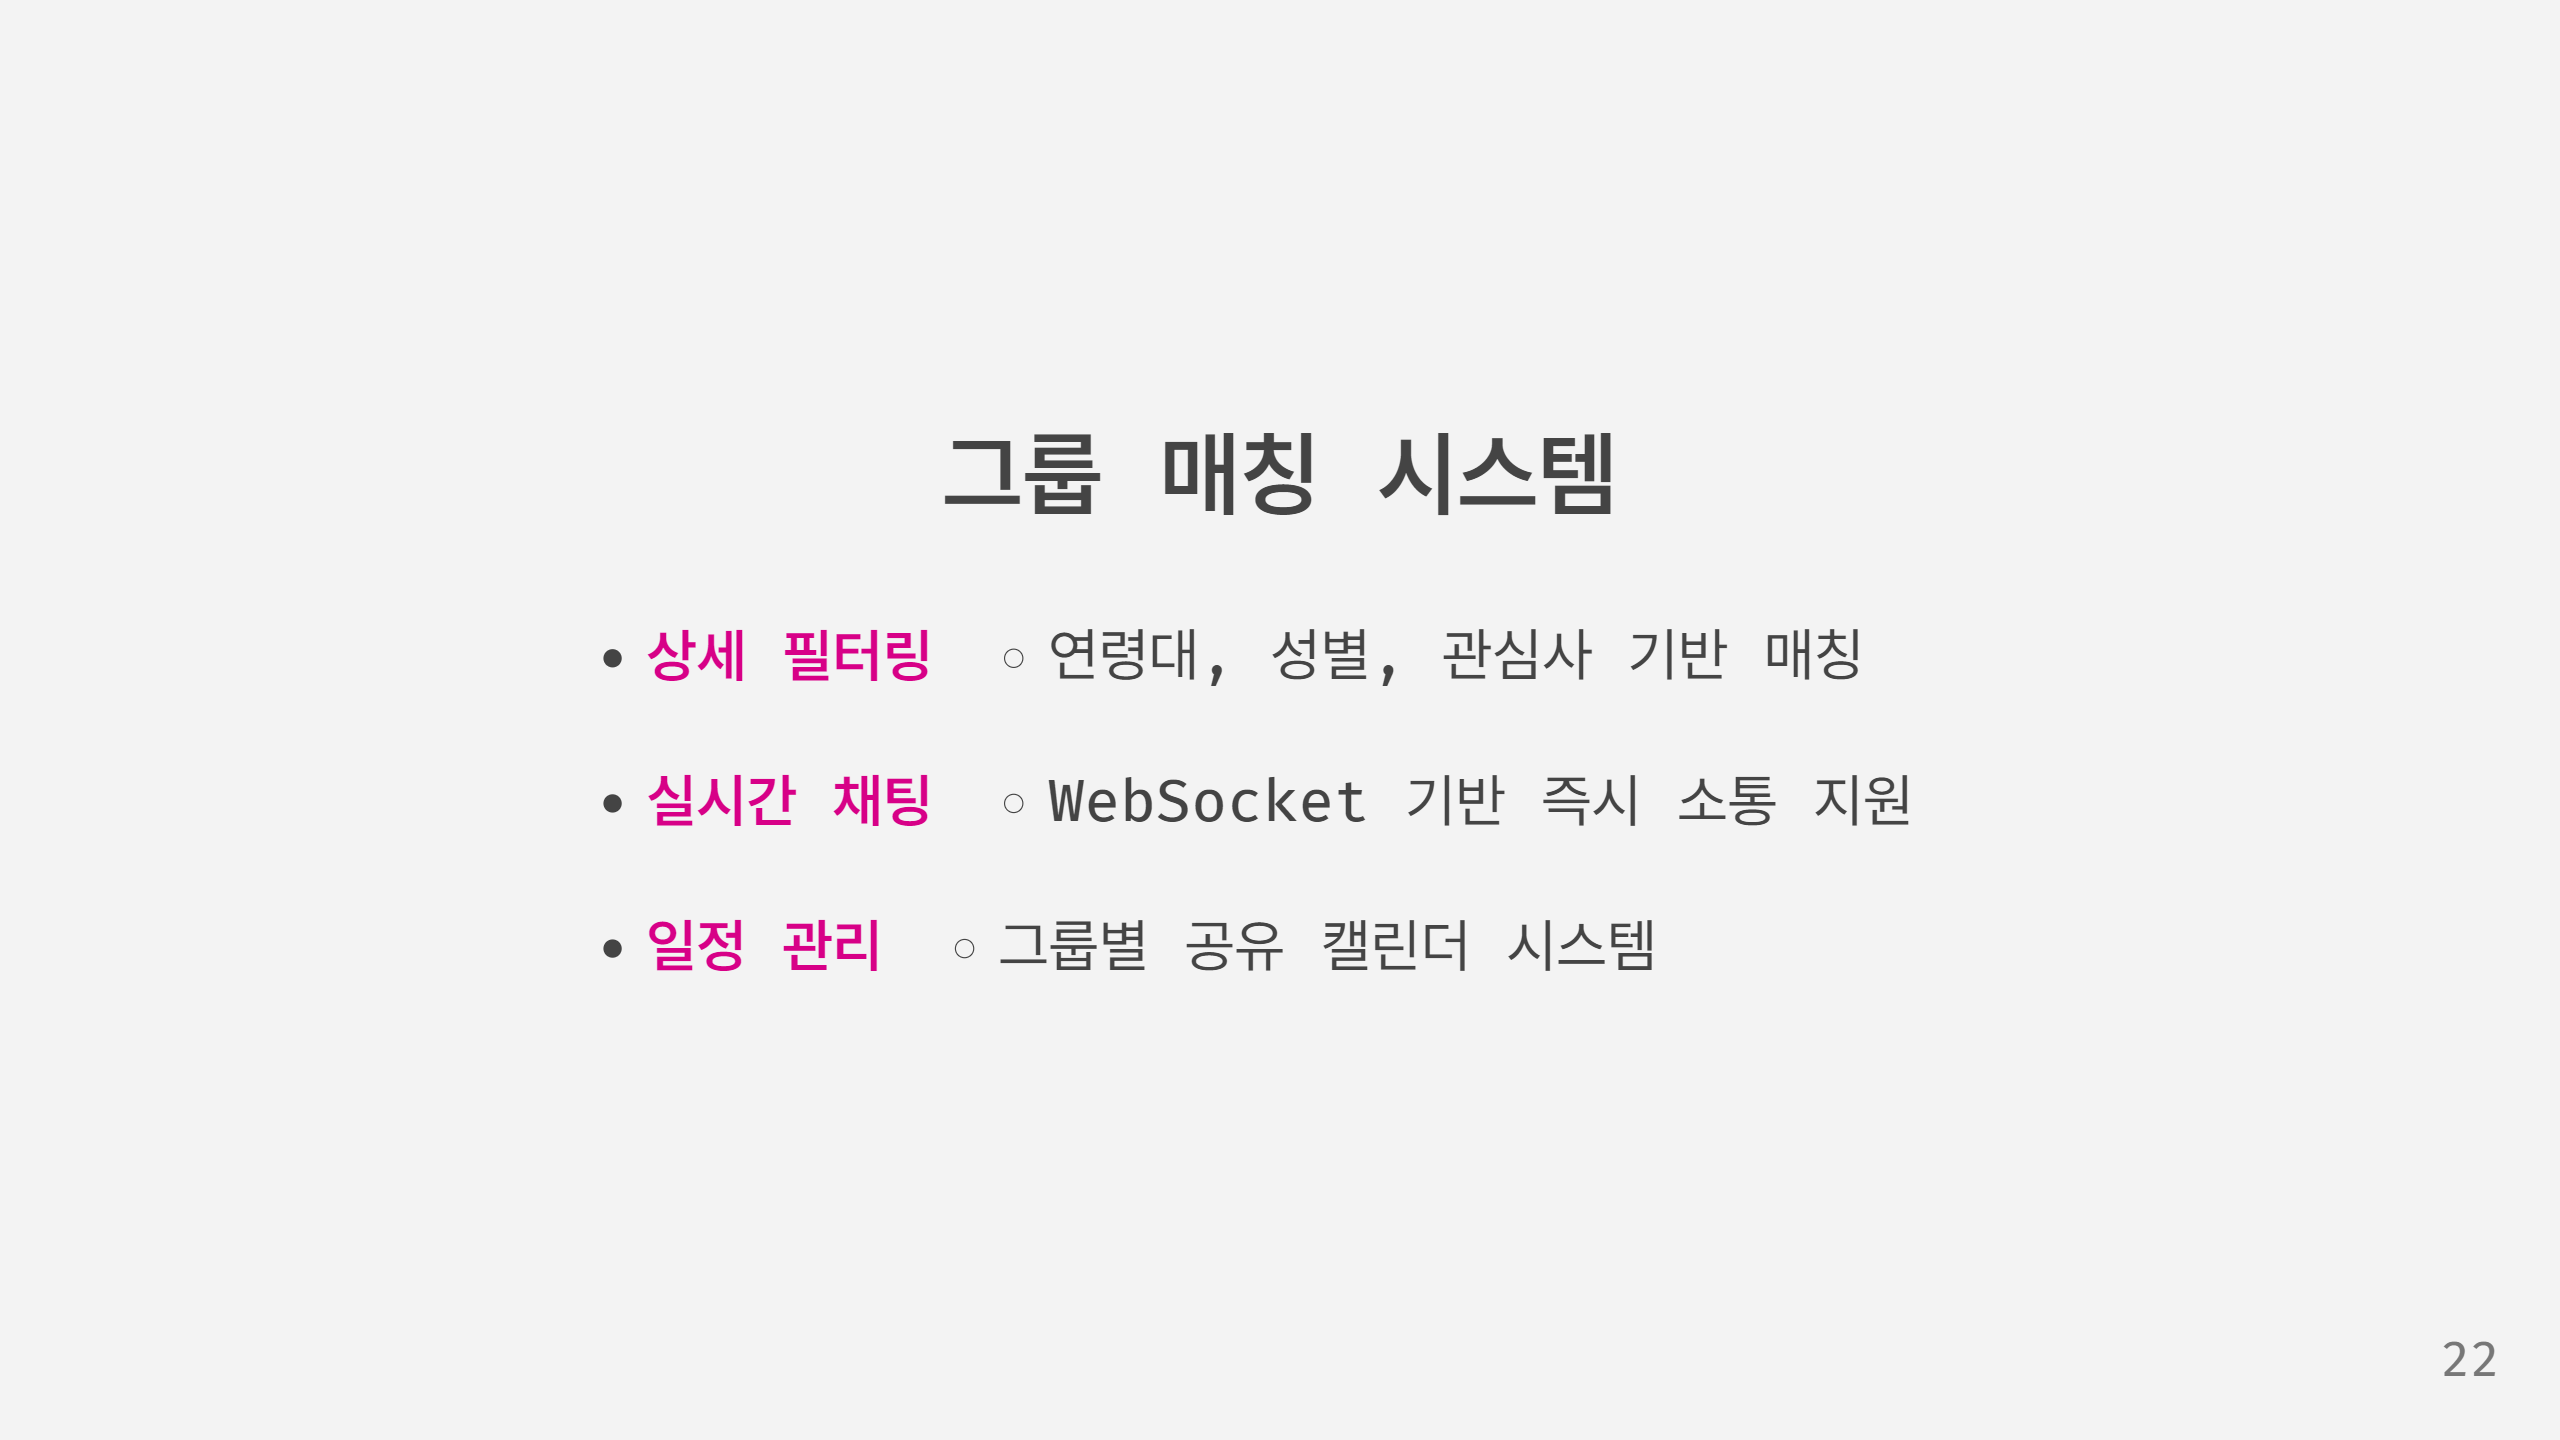 그룹 매칭 시스템
• 상세 필터링 ○ 연령대, 성별, 관심사 기반 매칭
• 실시간 채팅 ○ WebSocket 기반 즉시 소통 지원
• 일정 관리 ○ 그룹별 공유 캘린더 시스템
22